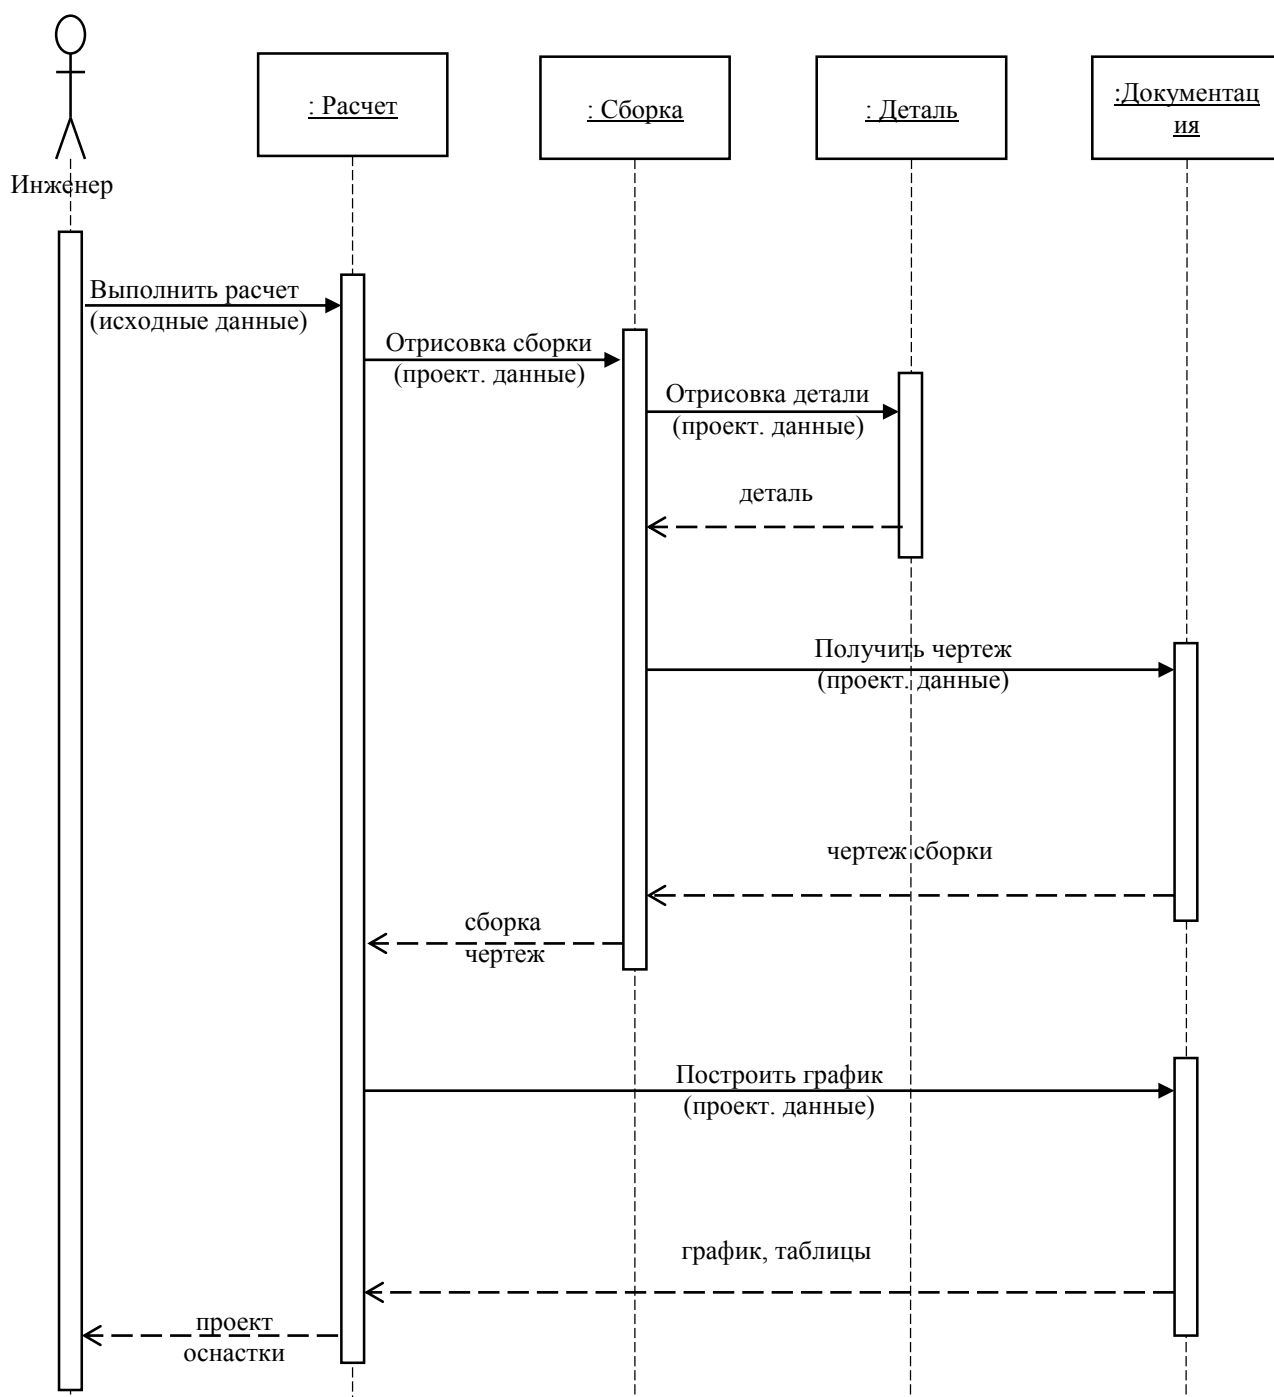 : Расчет
: Сборка
: Деталь
:Документац
ия
Инженер
Выполнить расчет
(исходные данные)
Отрисовка сборки
(проект. данные)
Отрисовка детали
(проект. данные)
деталь
Получить чертеж
(проект. данные)
чертеж сборки
сборка
чертеж
Построить график
(проект. данные)
график, таблицы
проект
оснастки